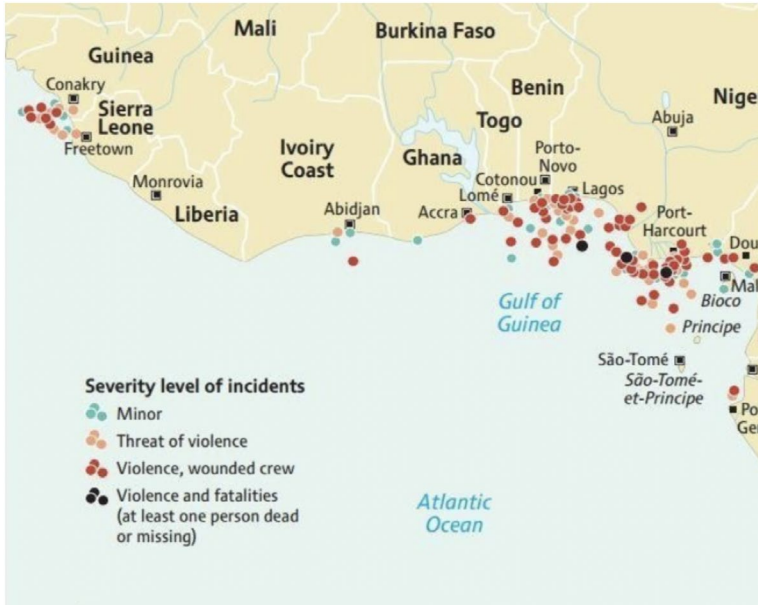 Mali
Burkina Faso
Guinea
Benin
Conakry
Nige
Sierra
Leone
Togo
Abuja
Ivory
Coast
Ghana
Porto-
Novo
Freetown
Cotonou
Lagos
Monrovia
Lomé
Liberia
Abidjan
Accra
Port-
Harcourt
Dou
Mal
Gulf of
Guinea
Bioco
Principe
São-Tomé
São-Tomé-
et-Principe
Po
Ge
Severity level of incidents
Minor
Threat of violence
Violence, wounded crew
Violence and fatalities
(at least one person dead
or missing)
Atlantic
Ocean